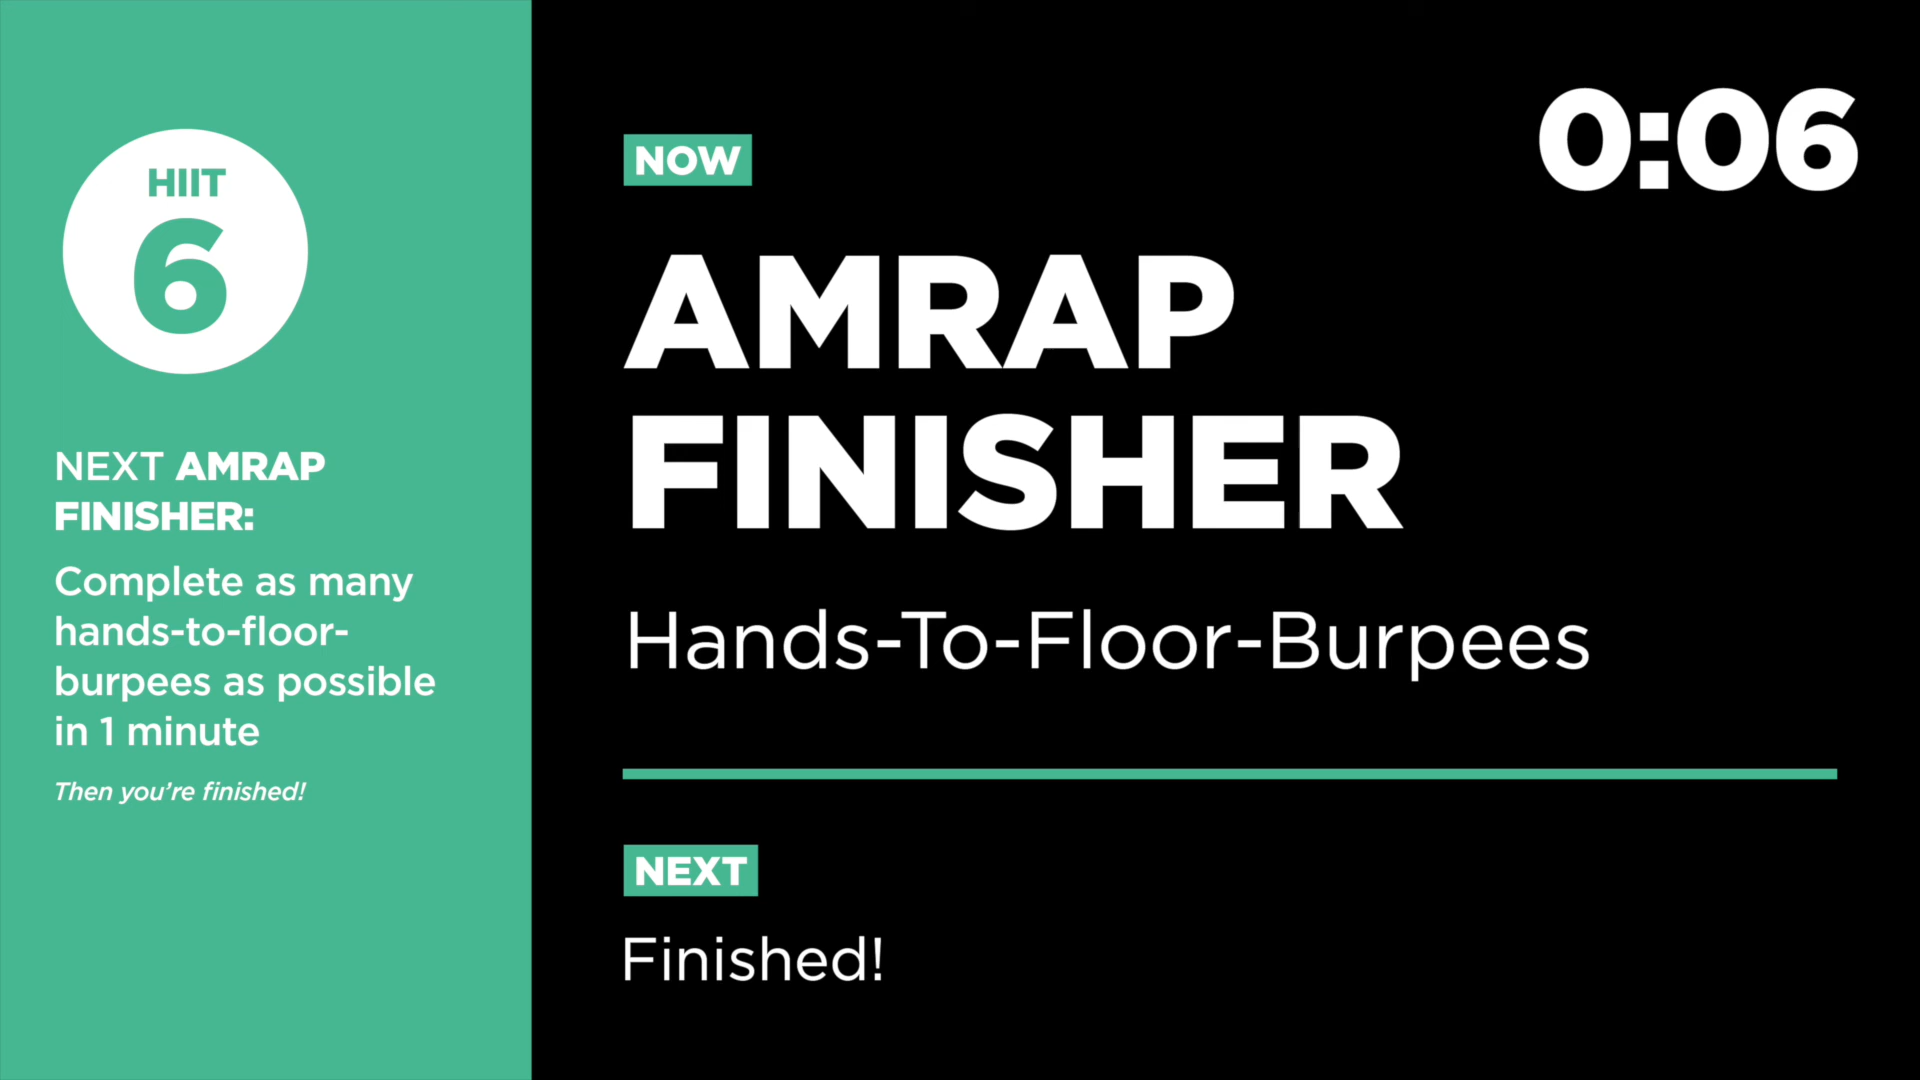 HIIT
6
NEXT AMRAP
FINISHER:
Complete as many
hands-to-floor-
burpees as possible
in 1 minute
Then you're finished!
0:06
NOW
AMRAP
FINISHER
Hands-To-Floor-Burpees
NEXT
Finished!